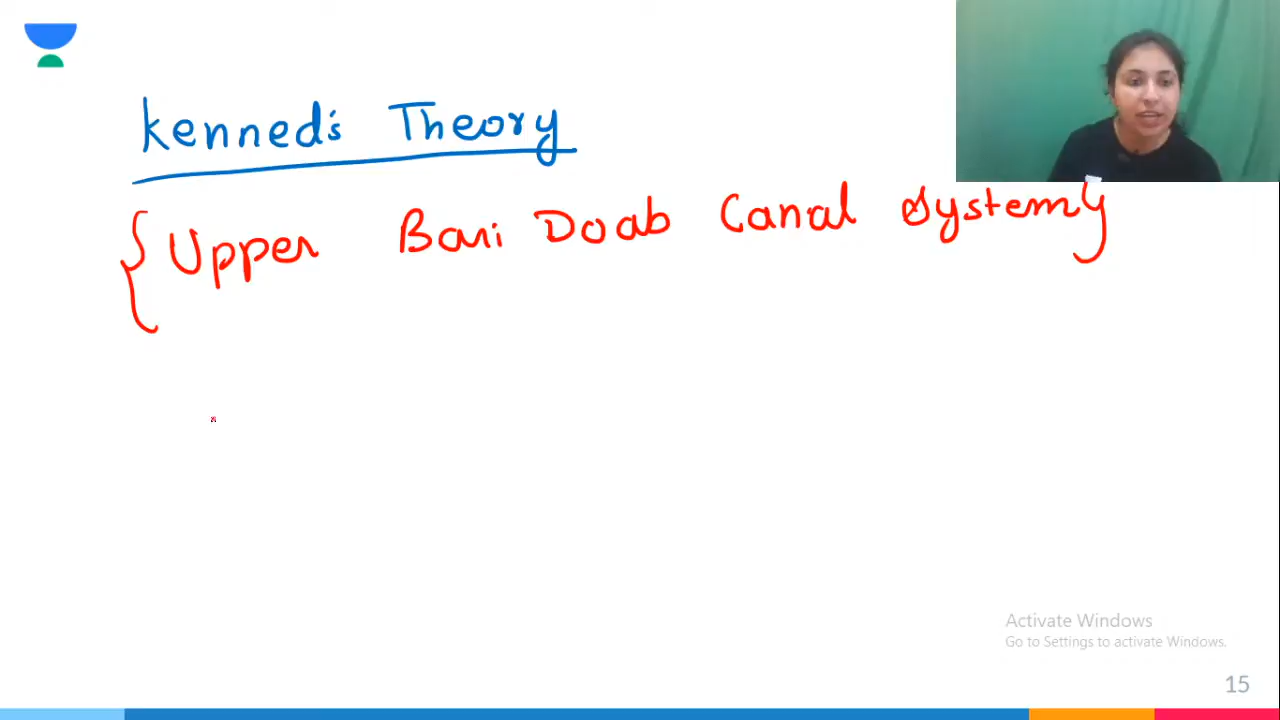 Kenned's Theory
{ Upper Bari Doab Canal System }
Activate Windows
Go to Settings to activate Windows.
15